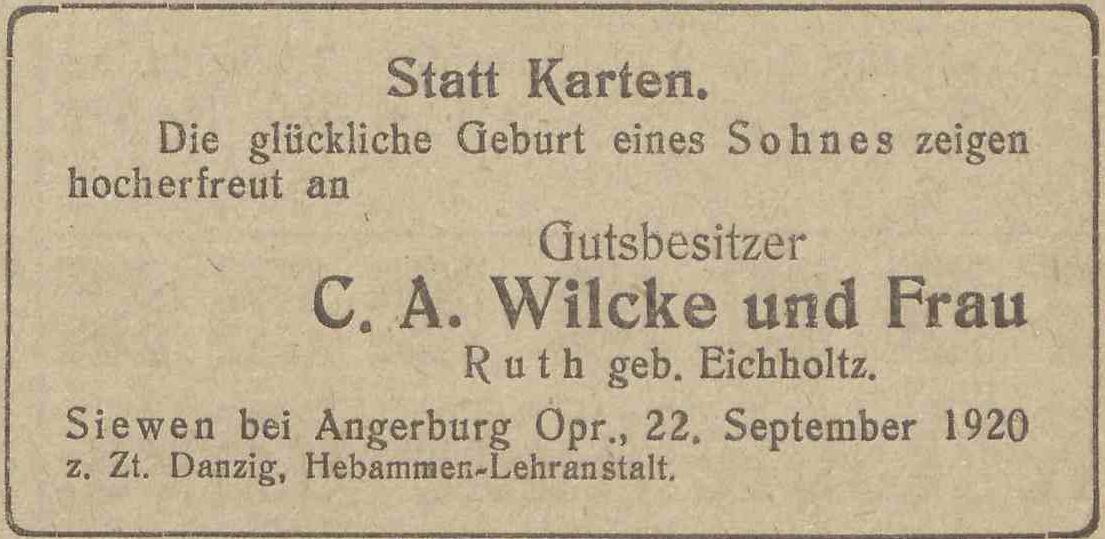 Statt Karten.
Die glückliche Geburt eines Sohnes zeigen
hocherfreut an
Gutsbesitzer
C. A. Wilcke und Frau
Ruth geb. Eichholtz.
Siewen bei Angerburg Opr., 22. September 1920
z. Zt. Danzig, Hebammen-Lehranstalt.